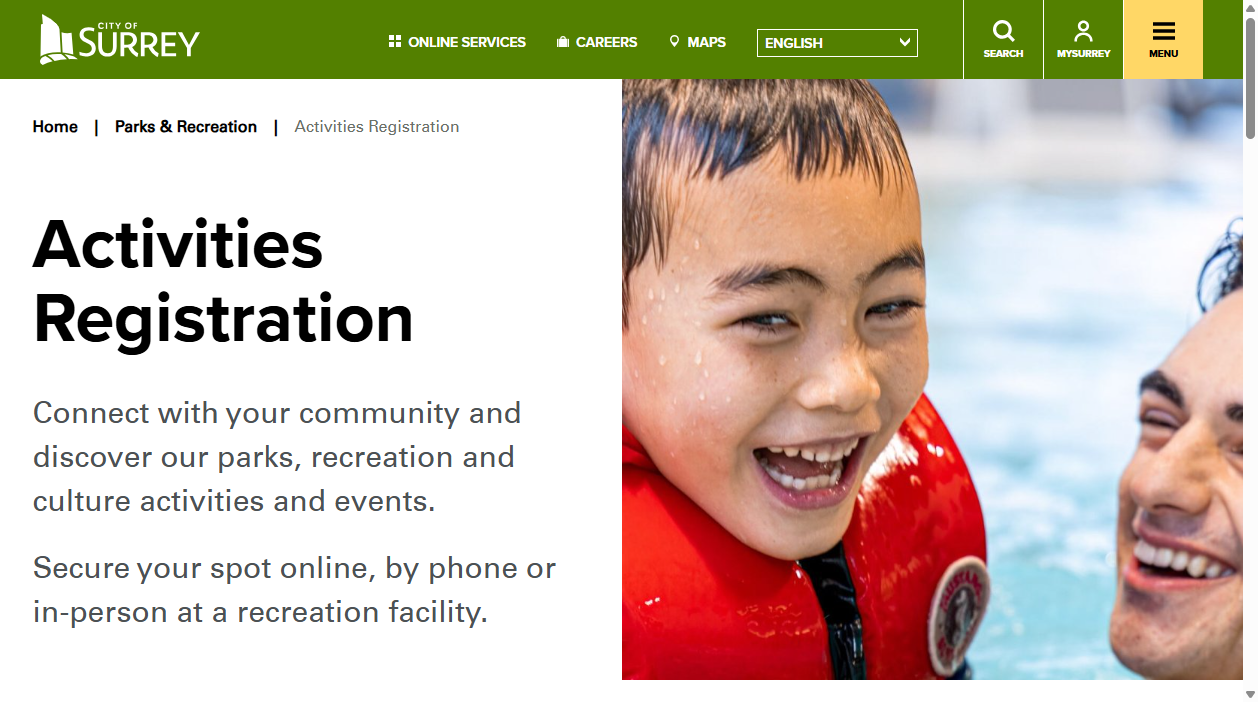 CITY OF
SURREY
ONLINE SERVICES
CAREERS
MAPS
ENGLISH
SEARCH
MYSURREY
MENU
Home | Parks & Recreation | Activities Registration
Activities
Registration
Connect with your community and
discover our parks, recreation and
culture activities and events.
Secure your spot online, by phone or
in-person at a recreation facility.